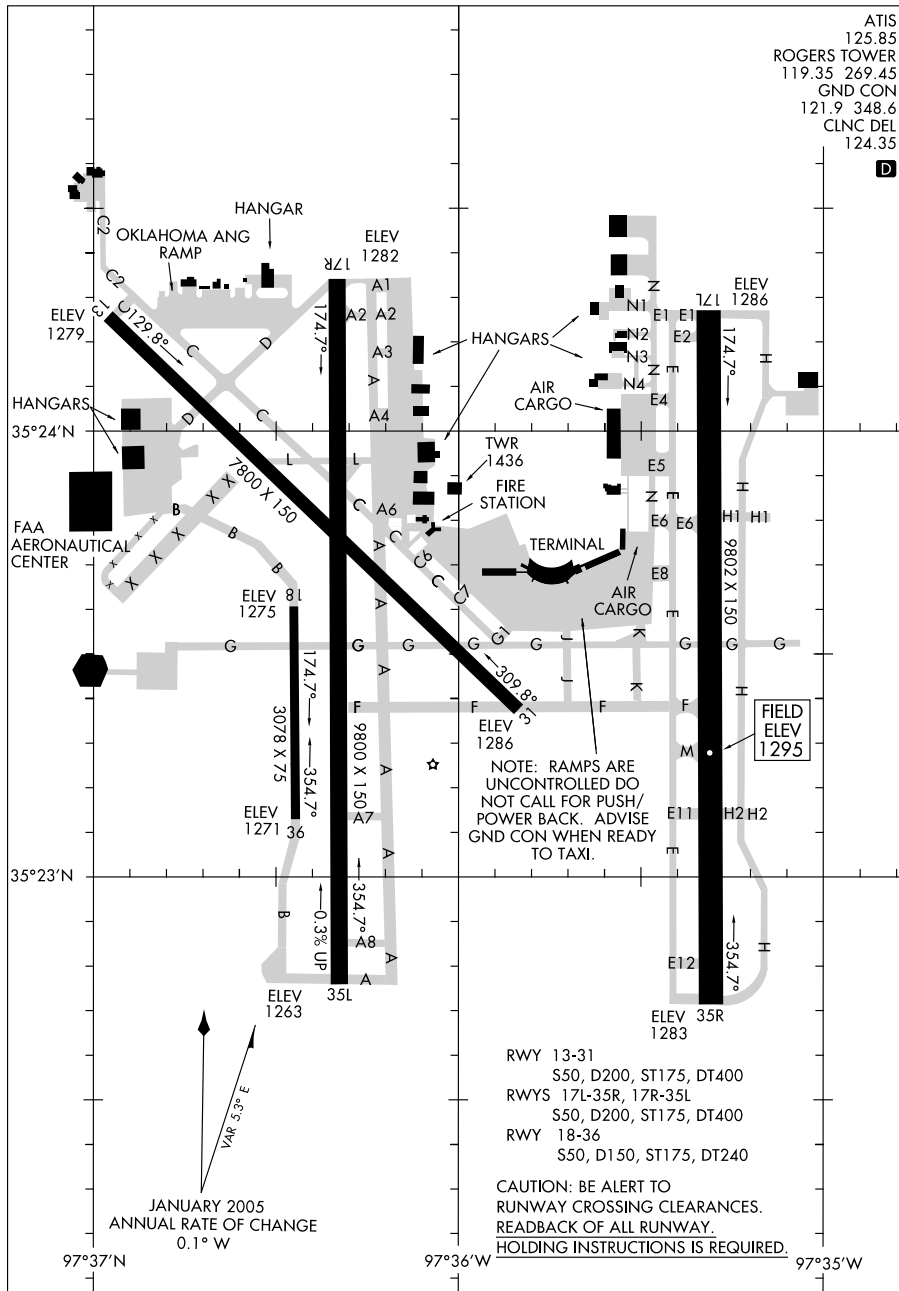 ATIS
125.85
ROGERS TOWER
119.35 269.45
GND CON
121.9 348.6
CLNC DEL
124.35
D
HANGAR
OKLAHOMA ANG
RAMP
ELEV
1282
17R
C2
C2
C
13
ELEV
1279
129.8°
C
D
174.7°
A1
A2
A2
A3
A
A4
HANGARS
N
N1
N2
N3
N
N4
E1
E1
E2
E
E4
17L
ELEV
1286
174.7°
H
AIR
CARGO
HANGARS
35°24'N
D
C
7800 X 150
L
L
C
A6
TWR
1436
FIRE
STATION
E5
N
E
E6
E6
H
H1
H1
FAA
AERONAUTICAL
CENTER
X
X
X
X
X
X
X
X
X
X
B
B
B
A
C
C6
C
C
C7
G1
TERMINAL
AIR
CARGO
E8
9802 X 150
ELEV
1275
18
A
E
G
G
G
G
G
J
J
K
K
G
G
G
174.7°
3078 X 75
354.7°
A
309.8°
31
ELEV
1286
F
F
F
F
H
M
FIELD
ELEV
1295
9800 X 150
A
NOTE: RAMPS ARE
UNCONTROLLED DO
NOT CALL FOR PUSH/
POWER BACK. ADVISE
GND CON WHEN READY
TO TAXI.
ELEV
1271
36
A7
E11
H2
H2
A
E
35°23'N
B
0.3% UP
354.7°
A8
A
A
E12
354.7°
H
ELEV
1263
35L
ELEV
1283
35R
VAR 5.3° E
JANUARY 2005
ANNUAL RATE OF CHANGE
0.1° W
RWY 13-31
S50, D200, ST175, DT400
RWYS 17L-35R, 17R-35L
S50, D200, ST175, DT400
RWY 18-36
S50, D150, ST175, DT240
CAUTION: BE ALERT TO
RUNWAY CROSSING CLEARANCES.
READBACK OF ALL RUNWAY.
HOLDING INSTRUCTIONS IS REQUIRED.
97°37'N
97°36'W
97°35'W